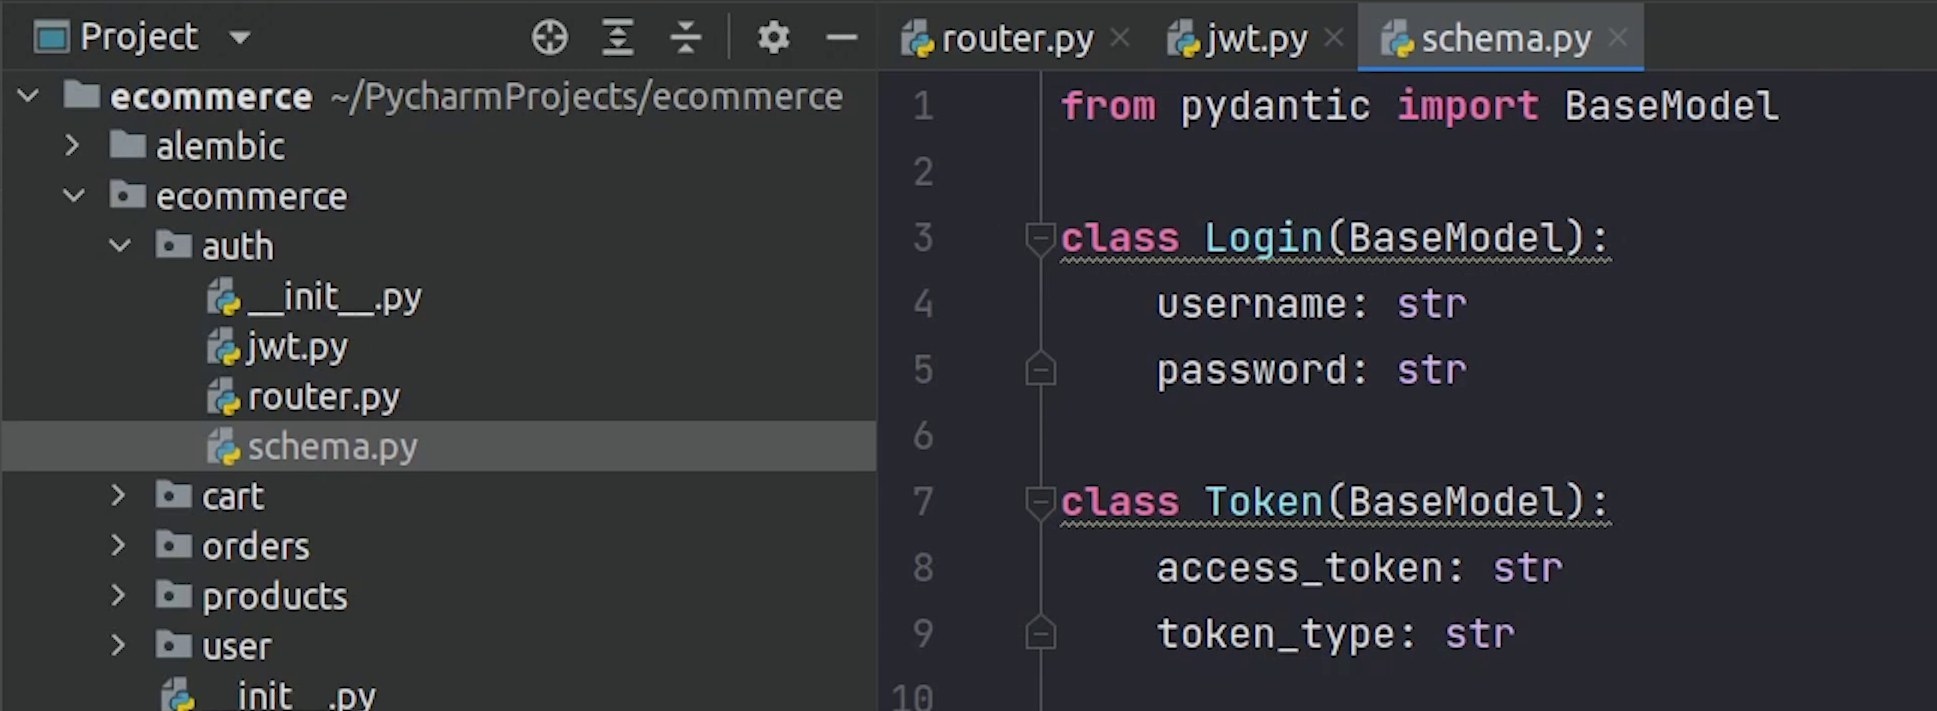 Project
ecommerce ~/PycharmProjects/ecommerce
alembic
ecommerce
auth
__init__.py
jwt.py
router.py
schema.py
cart
orders
products
user
__init__.py
router.py
jwt.py
schema.py
1 from pydantic import BaseModel
2
3 class Login(BaseModel):
4 username: str
5 password: str
6
7 class Token(BaseModel):
8 access_token: str
9 token_type: str
10